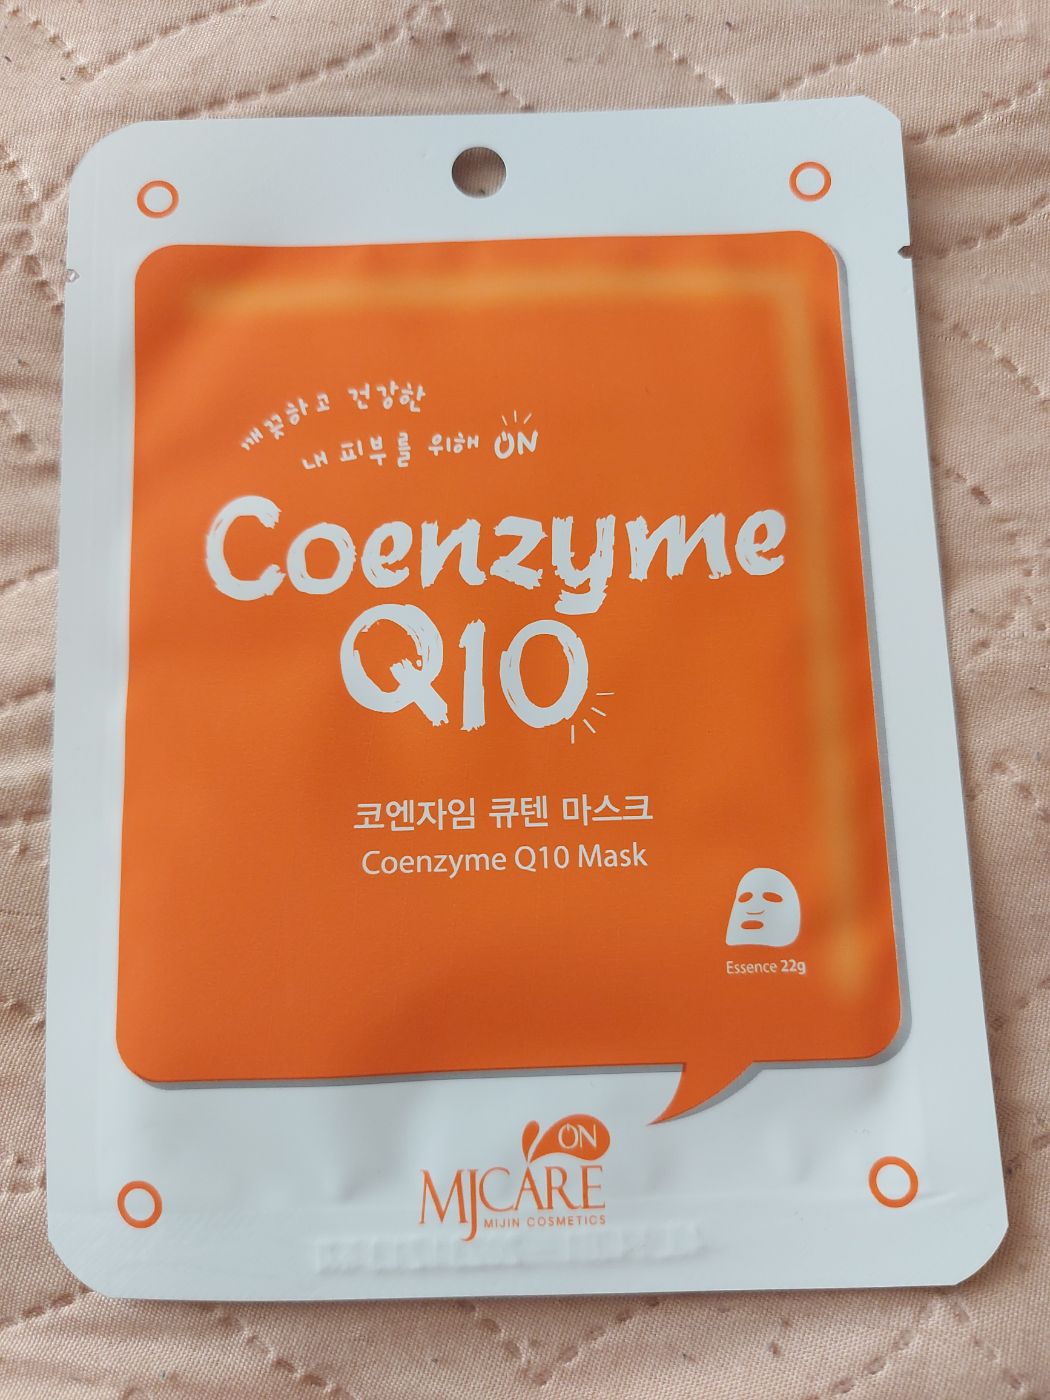 깨끗하고 건강한
내 피부를 위해 ON
Coenzyme
Q10
코엔자임 큐텐 마스크
Coenzyme Q10 Mask
Essence 22g
ON
MJCARE
MIJIN COSMETICS